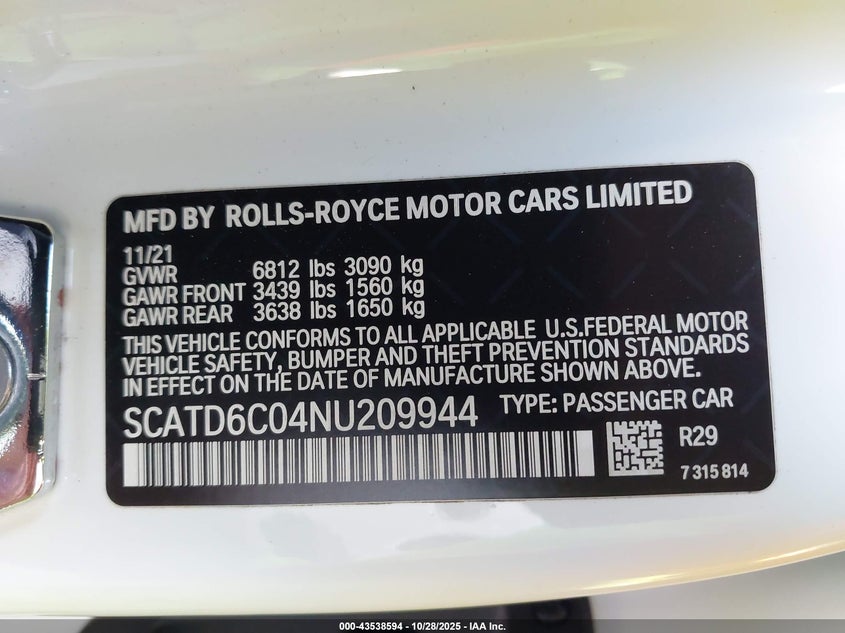 MFD BY ROLLS-ROYCE MOTOR CARS LIMITED
11/21
GVWR 6812 lbs 3090 kg
GAWR FRONT 3439 lbs 1560 kg
GAWR REAR 3638 lbs 1650 kg
THIS VEHICLE CONFORMS TO ALL APPLICABLE U.S.FEDERAL MOTOR
VEHICLE SAFETY, BUMPER AND THEFT PREVENTION STANDARDS
IN EFFECT ON THE DATE OF MANUFACTURE SHOWN ABOVE.
SCATD6C04NU209944 TYPE: PASSENGER CAR
R29
7 315 814
000-43538594 - 10/28/2025 - IAA Inc.